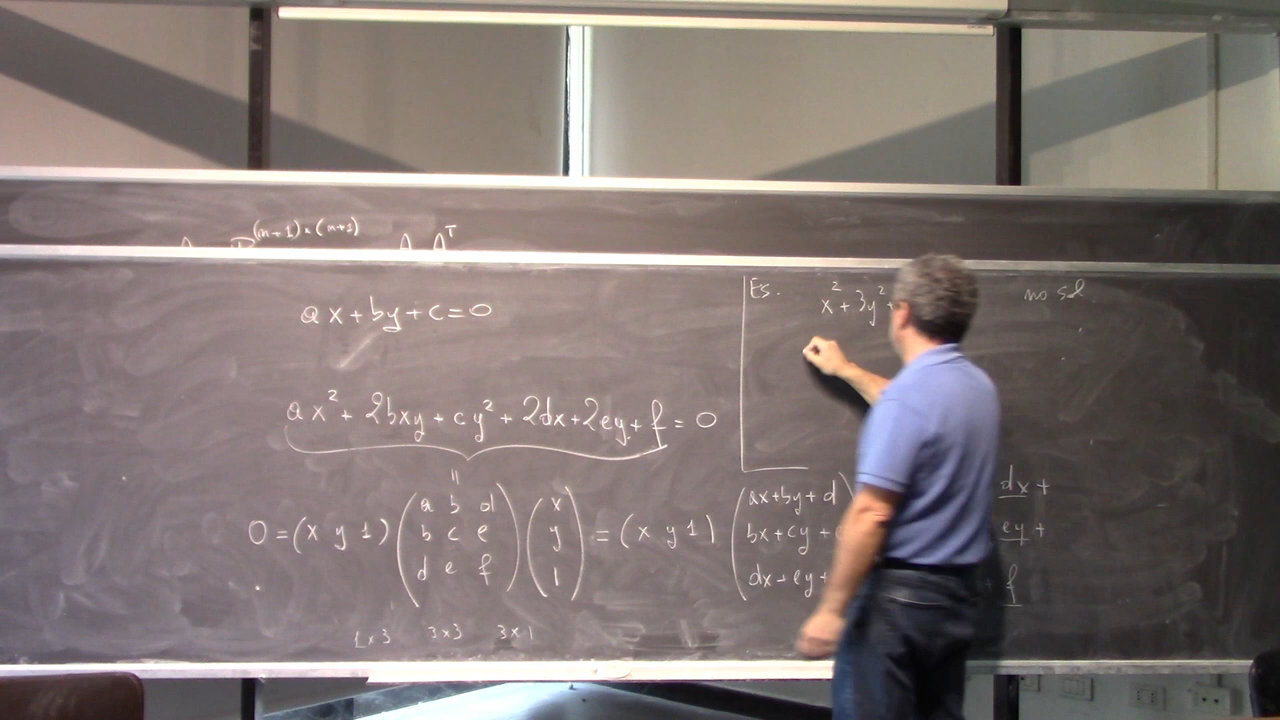 (n+1)×(n+1)
T
ax+by+c=0
ax²+2bxy+cy²+2dx+2ey+f=0
=
0=(x y 1) (a b d) (x) =(x y 1) (ax+by+d) dx+
(b c e) (y) (bx+cy+ ey+
(d e f) (1) (dx+ey+ + f
1×3 3×3 3×1
Es. x²+3y²+ no sol.